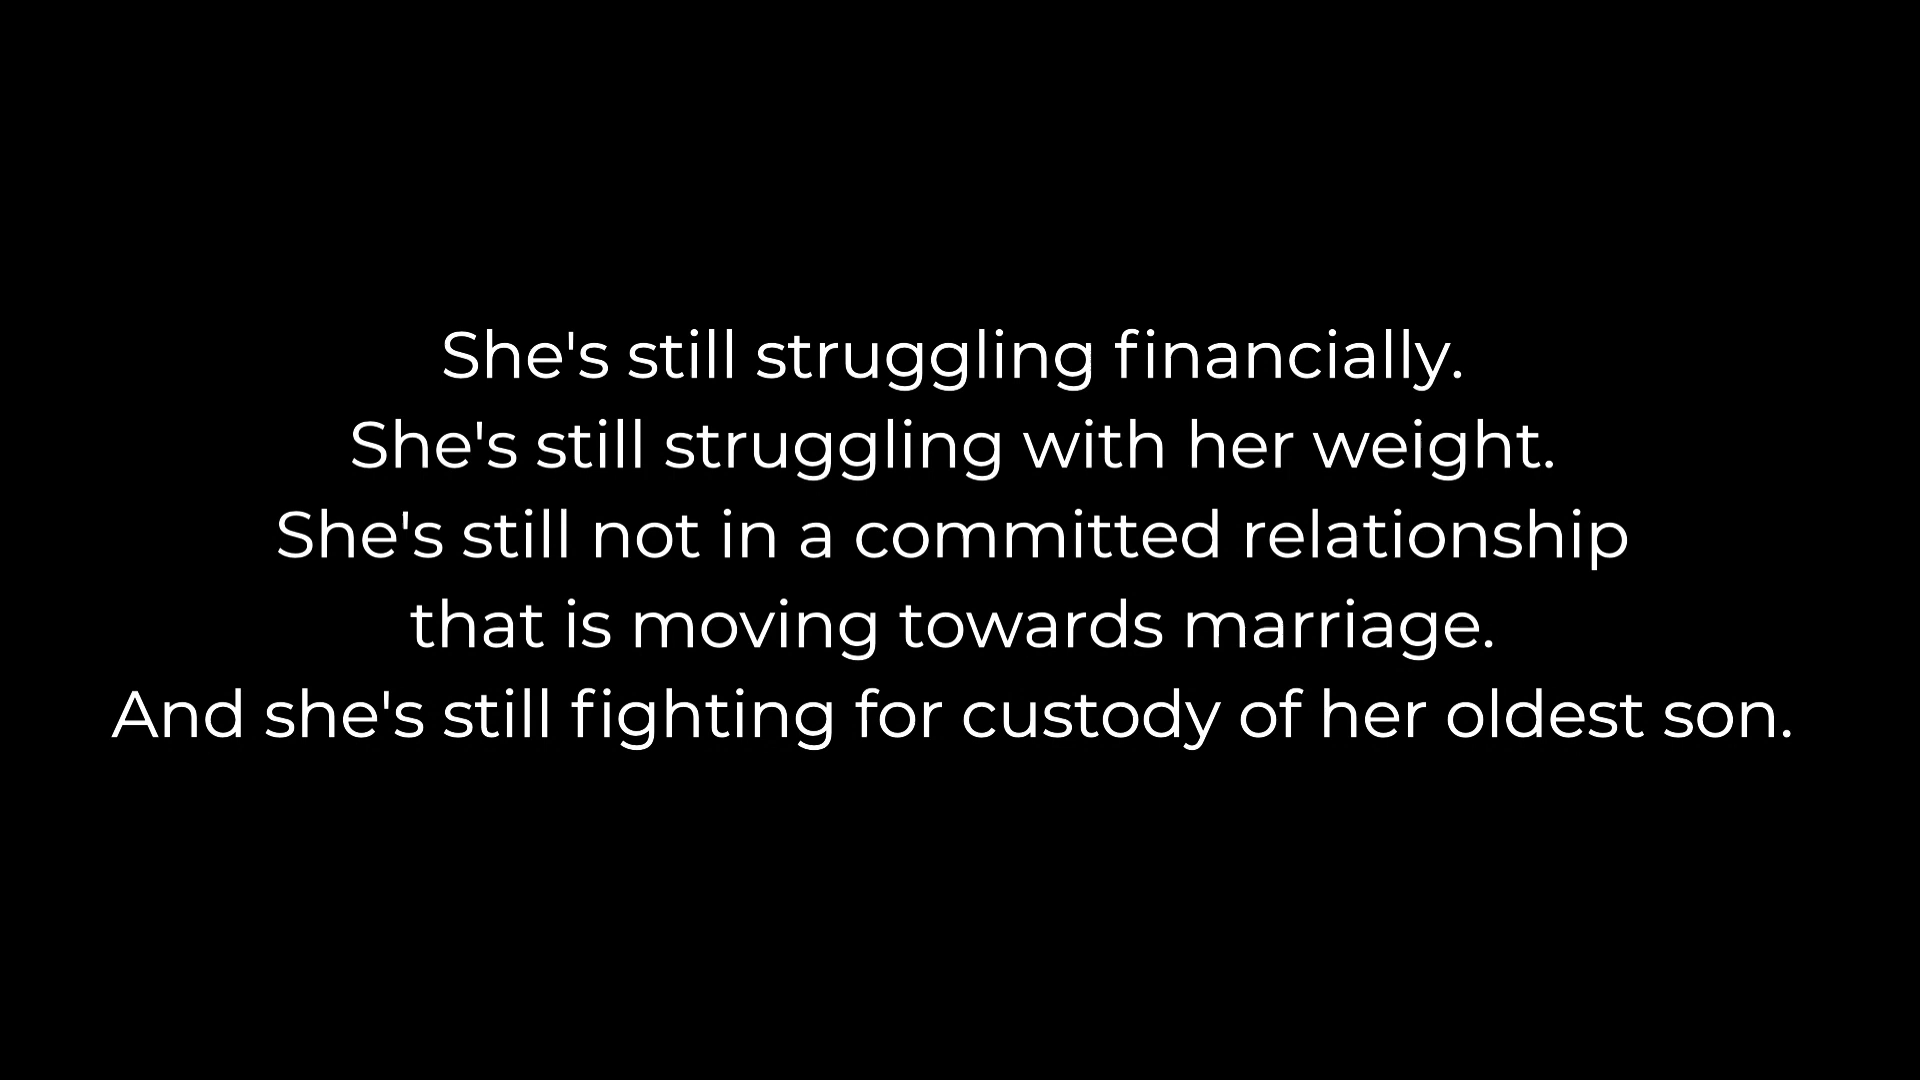 She's still struggling financially.
She's still struggling with her weight.
She's still not in a committed relationship
that is moving towards marriage.
And she's still fighting for custody of her oldest son.